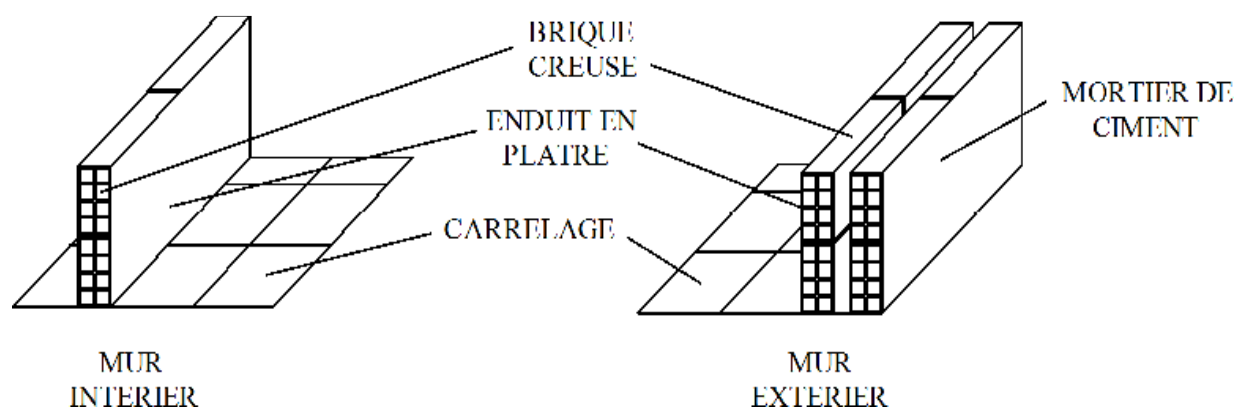 BRIQUE
CREUSE
ENDUIT EN
PLATRE
CARRELAGE
MORTIER DE
CIMENT
MUR
INTERIER
MUR
EXTERIER